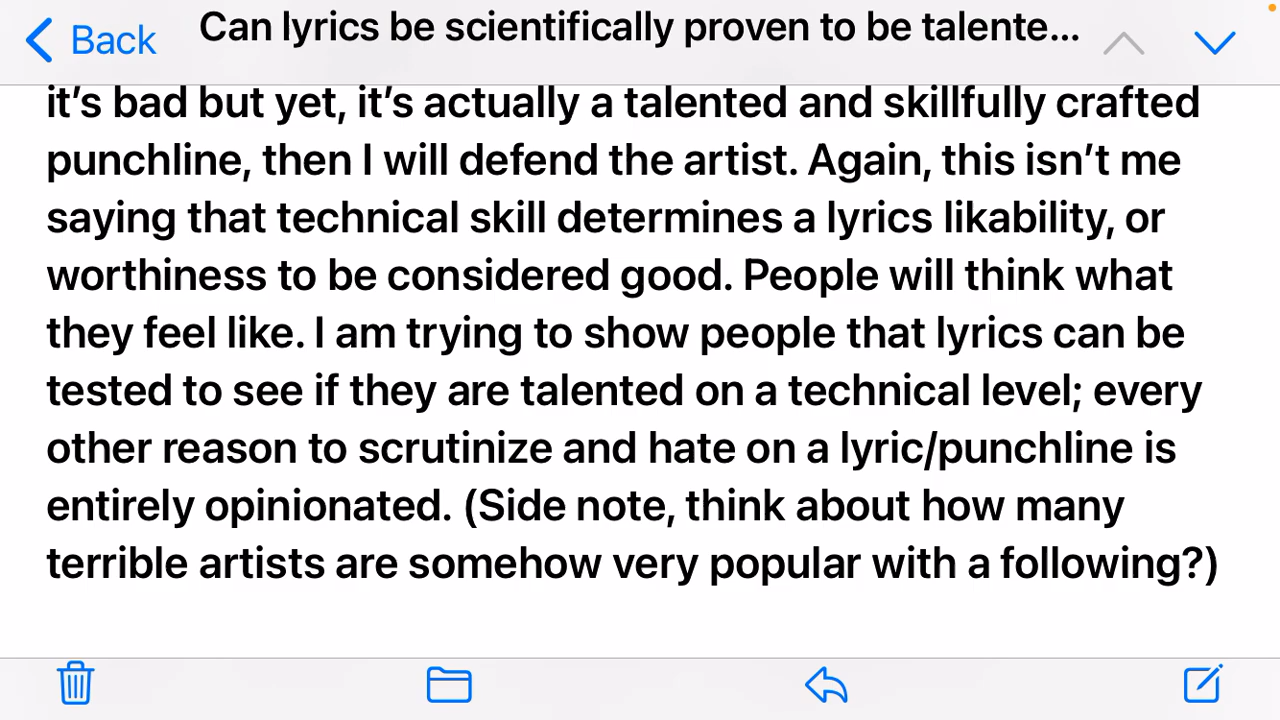 Back
Can lyrics be scientifically proven to be talente...
it's bad but yet, it's actually a talented and skillfully crafted
punchline, then I will defend the artist. Again, this isn't me
saying that technical skill determines a lyrics likability, or
worthiness to be considered good. People will think what
they feel like. I am trying to show people that lyrics can be
tested to see if they are talented on a technical level; every
other reason to scrutinize and hate on a lyric/punchline is
entirely opinionated. (Side note, think about how many
terrible artists are somehow very popular with a following?)